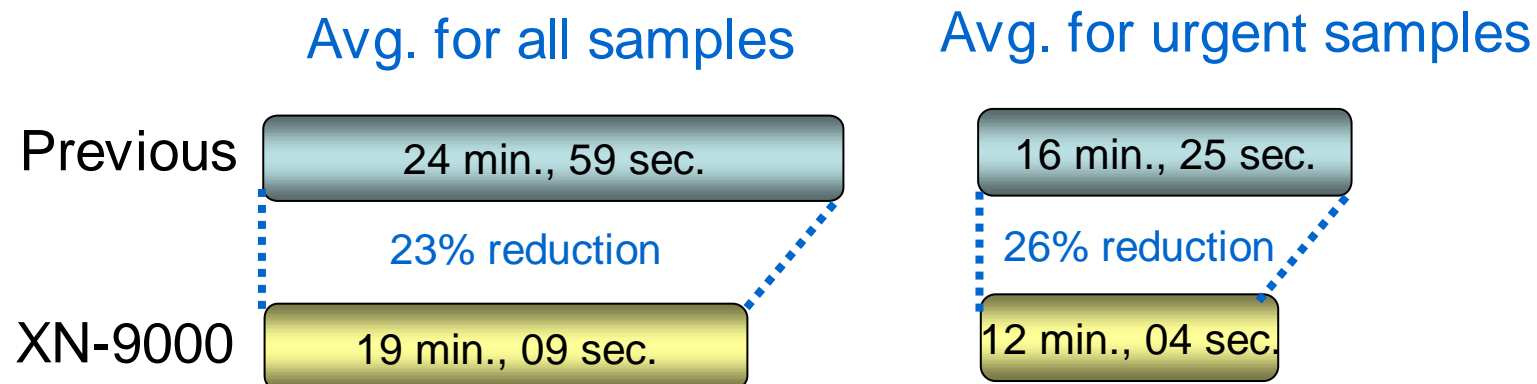 Avg. for all samples
Avg. for urgent samples
Previous
24 min., 59 sec.
16 min., 25 sec.
23% reduction
26% reduction
XN-9000
19 min., 09 sec.
12 min., 04 sec.